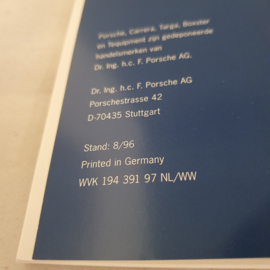 Porsche, Carrera, Targa, Boxster
en Tequipment zijn gedeponeerde
handelsmerken van
Dr. Ing. h.c. F. Porsche AG.
Dr. Ing. h.c. F. Porsche AG
Porschestrasse 42
D-70435 Stuttgart
Stand: 8/96
Printed in Germany
WVK 194 391 97 NL/WW